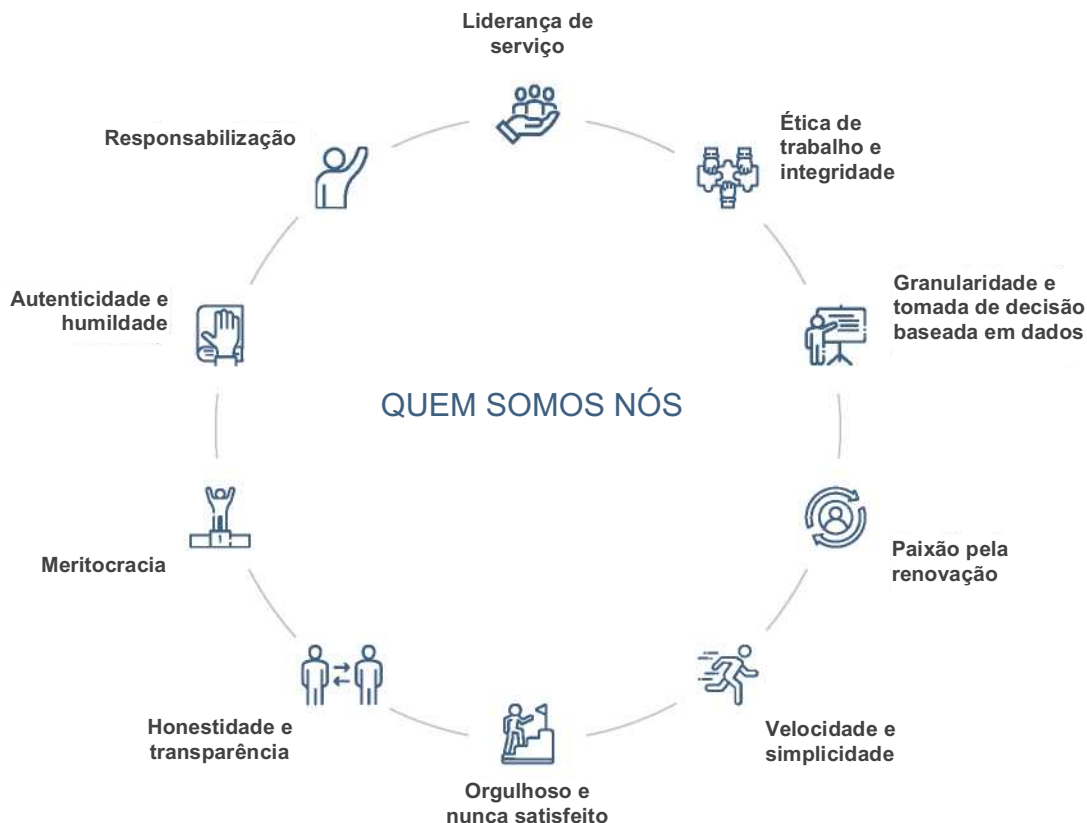 Liderança de
serviço
Ética de
trabalho e
integridade
Granularidade e
tomada de decisão
baseada em dados
Paixão pela
renovação
Velocidade e
simplicidade
Orgulhoso e
nunca satisfeito
Honestidade e
transparência
Meritocracia
1
Autenticidade e
humildade
Responsabilização
QUEM SOMOS NÓS